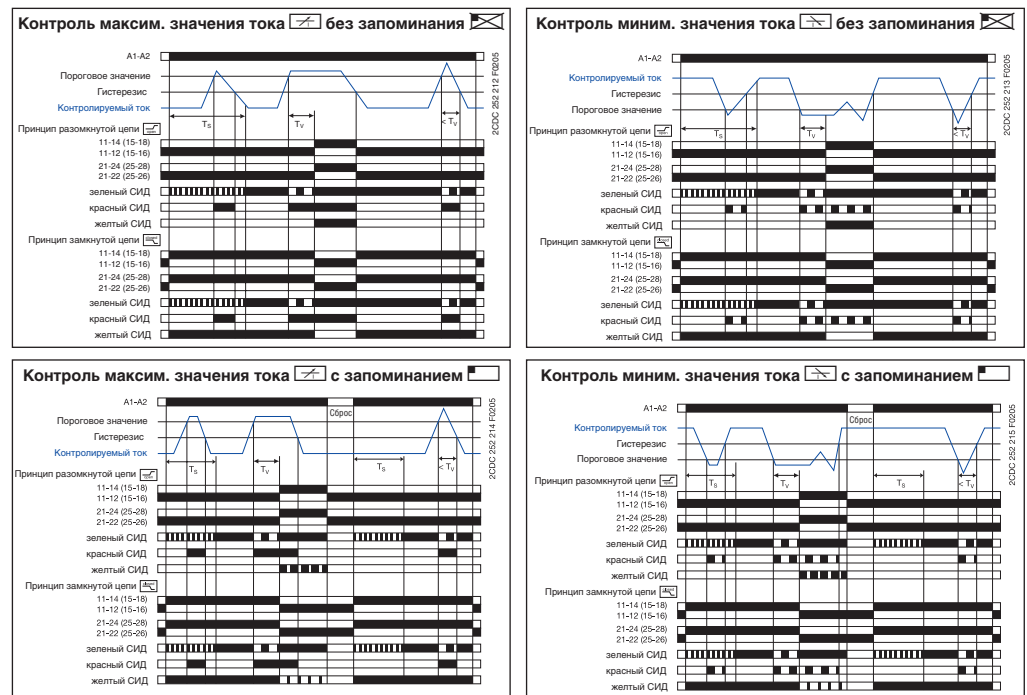 Контроль максим. значения тока без запоминания
A1-A2
Пороговое значение
Гистерезис
Контролируемый ток
TS
TV
< TV
Принцип разомкнутой цепи
11-14 (15-18)
11-12 (15-16)
21-24 (25-28)
21-22 (25-26)
зеленый СИД
красный СИД
желтый СИД
Принцип замкнутой цепи
11-14 (15-18)
11-12 (15-16)
21-24 (25-28)
21-22 (25-26)
зеленый СИД
красный СИД
желтый СИД
2CDC 252 212 F0205
Контроль миним. значения тока без запоминания
A1-A2
Контролируемый ток
Гистерезис
Пороговое значение
TS
TV
< TV
Принцип разомкнутой цепи
11-14 (15-18)
11-12 (15-16)
21-24 (25-28)
21-22 (25-26)
зеленый СИД
красный СИД
желтый СИД
Принцип замкнутой цепи
11-14 (15-18)
11-12 (15-16)
21-24 (25-28)
21-22 (25-26)
зеленый СИД
красный СИД
желтый СИД
2CDC 252 213 F0205
Контроль максим. значения тока с запоминанием
A1-A2
Сброс
Пороговое значение
Гистерезис
Контролируемый ток
TS
TV
TS
< TV
Принцип разомкнутой цепи
11-14 (15-18)
11-12 (15-16)
21-24 (25-28)
21-22 (25-26)
зеленый СИД
красный СИД
желтый СИД
Принцип замкнутой цепи
11-14 (15-18)
11-12 (15-16)
21-24 (25-28)
21-22 (25-26)
зеленый СИД
красный СИД
желтый СИД
2CDC 252 214 F0205
Контроль миним. значения тока с запоминанием
A1-A2
Сброс
Контролируемый ток
Гистерезис
Пороговое значение
TS
TV
TS
< TV
Принцип разомкнутой цепи
11-14 (15-18)
11-12 (15-16)
21-24 (25-28)
21-22 (25-26)
зеленый СИД
красный СИД
желтый СИД
Принцип замкнутой цепи
11-14 (15-18)
11-12 (15-16)
21-24 (25-28)
21-22 (25-26)
зеленый СИД
красный СИД
желтый СИД
2CDC 252 215 F0205